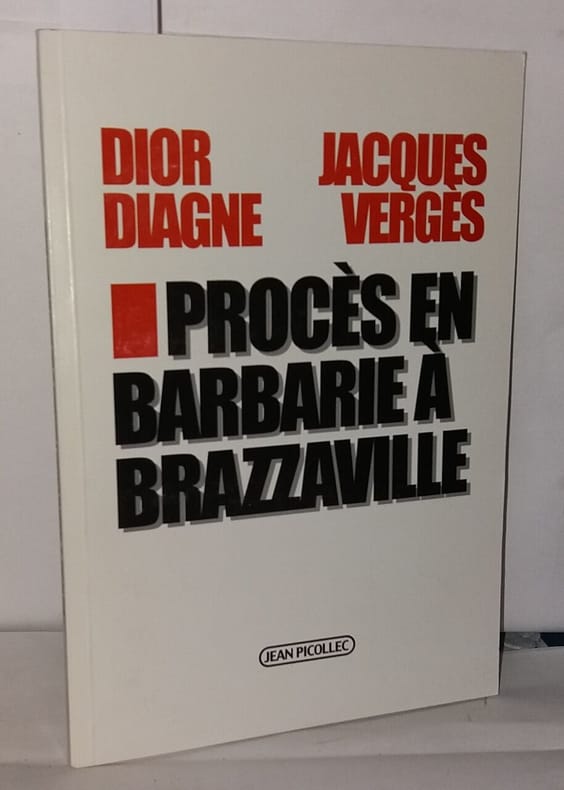 DIOR
DIAGNE
JACQUES
VERGÈS
PROCÈS EN
BARBARIE À
BRAZZAVILLE
JEAN PICOLLEC